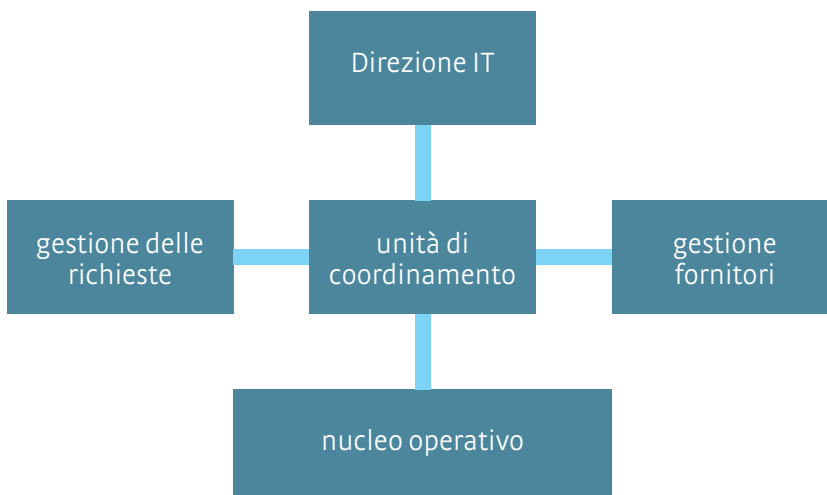 Direzione IT
gestione delle
richieste
unità di
coordinamento
gestione
fornitori
nucleo operativo